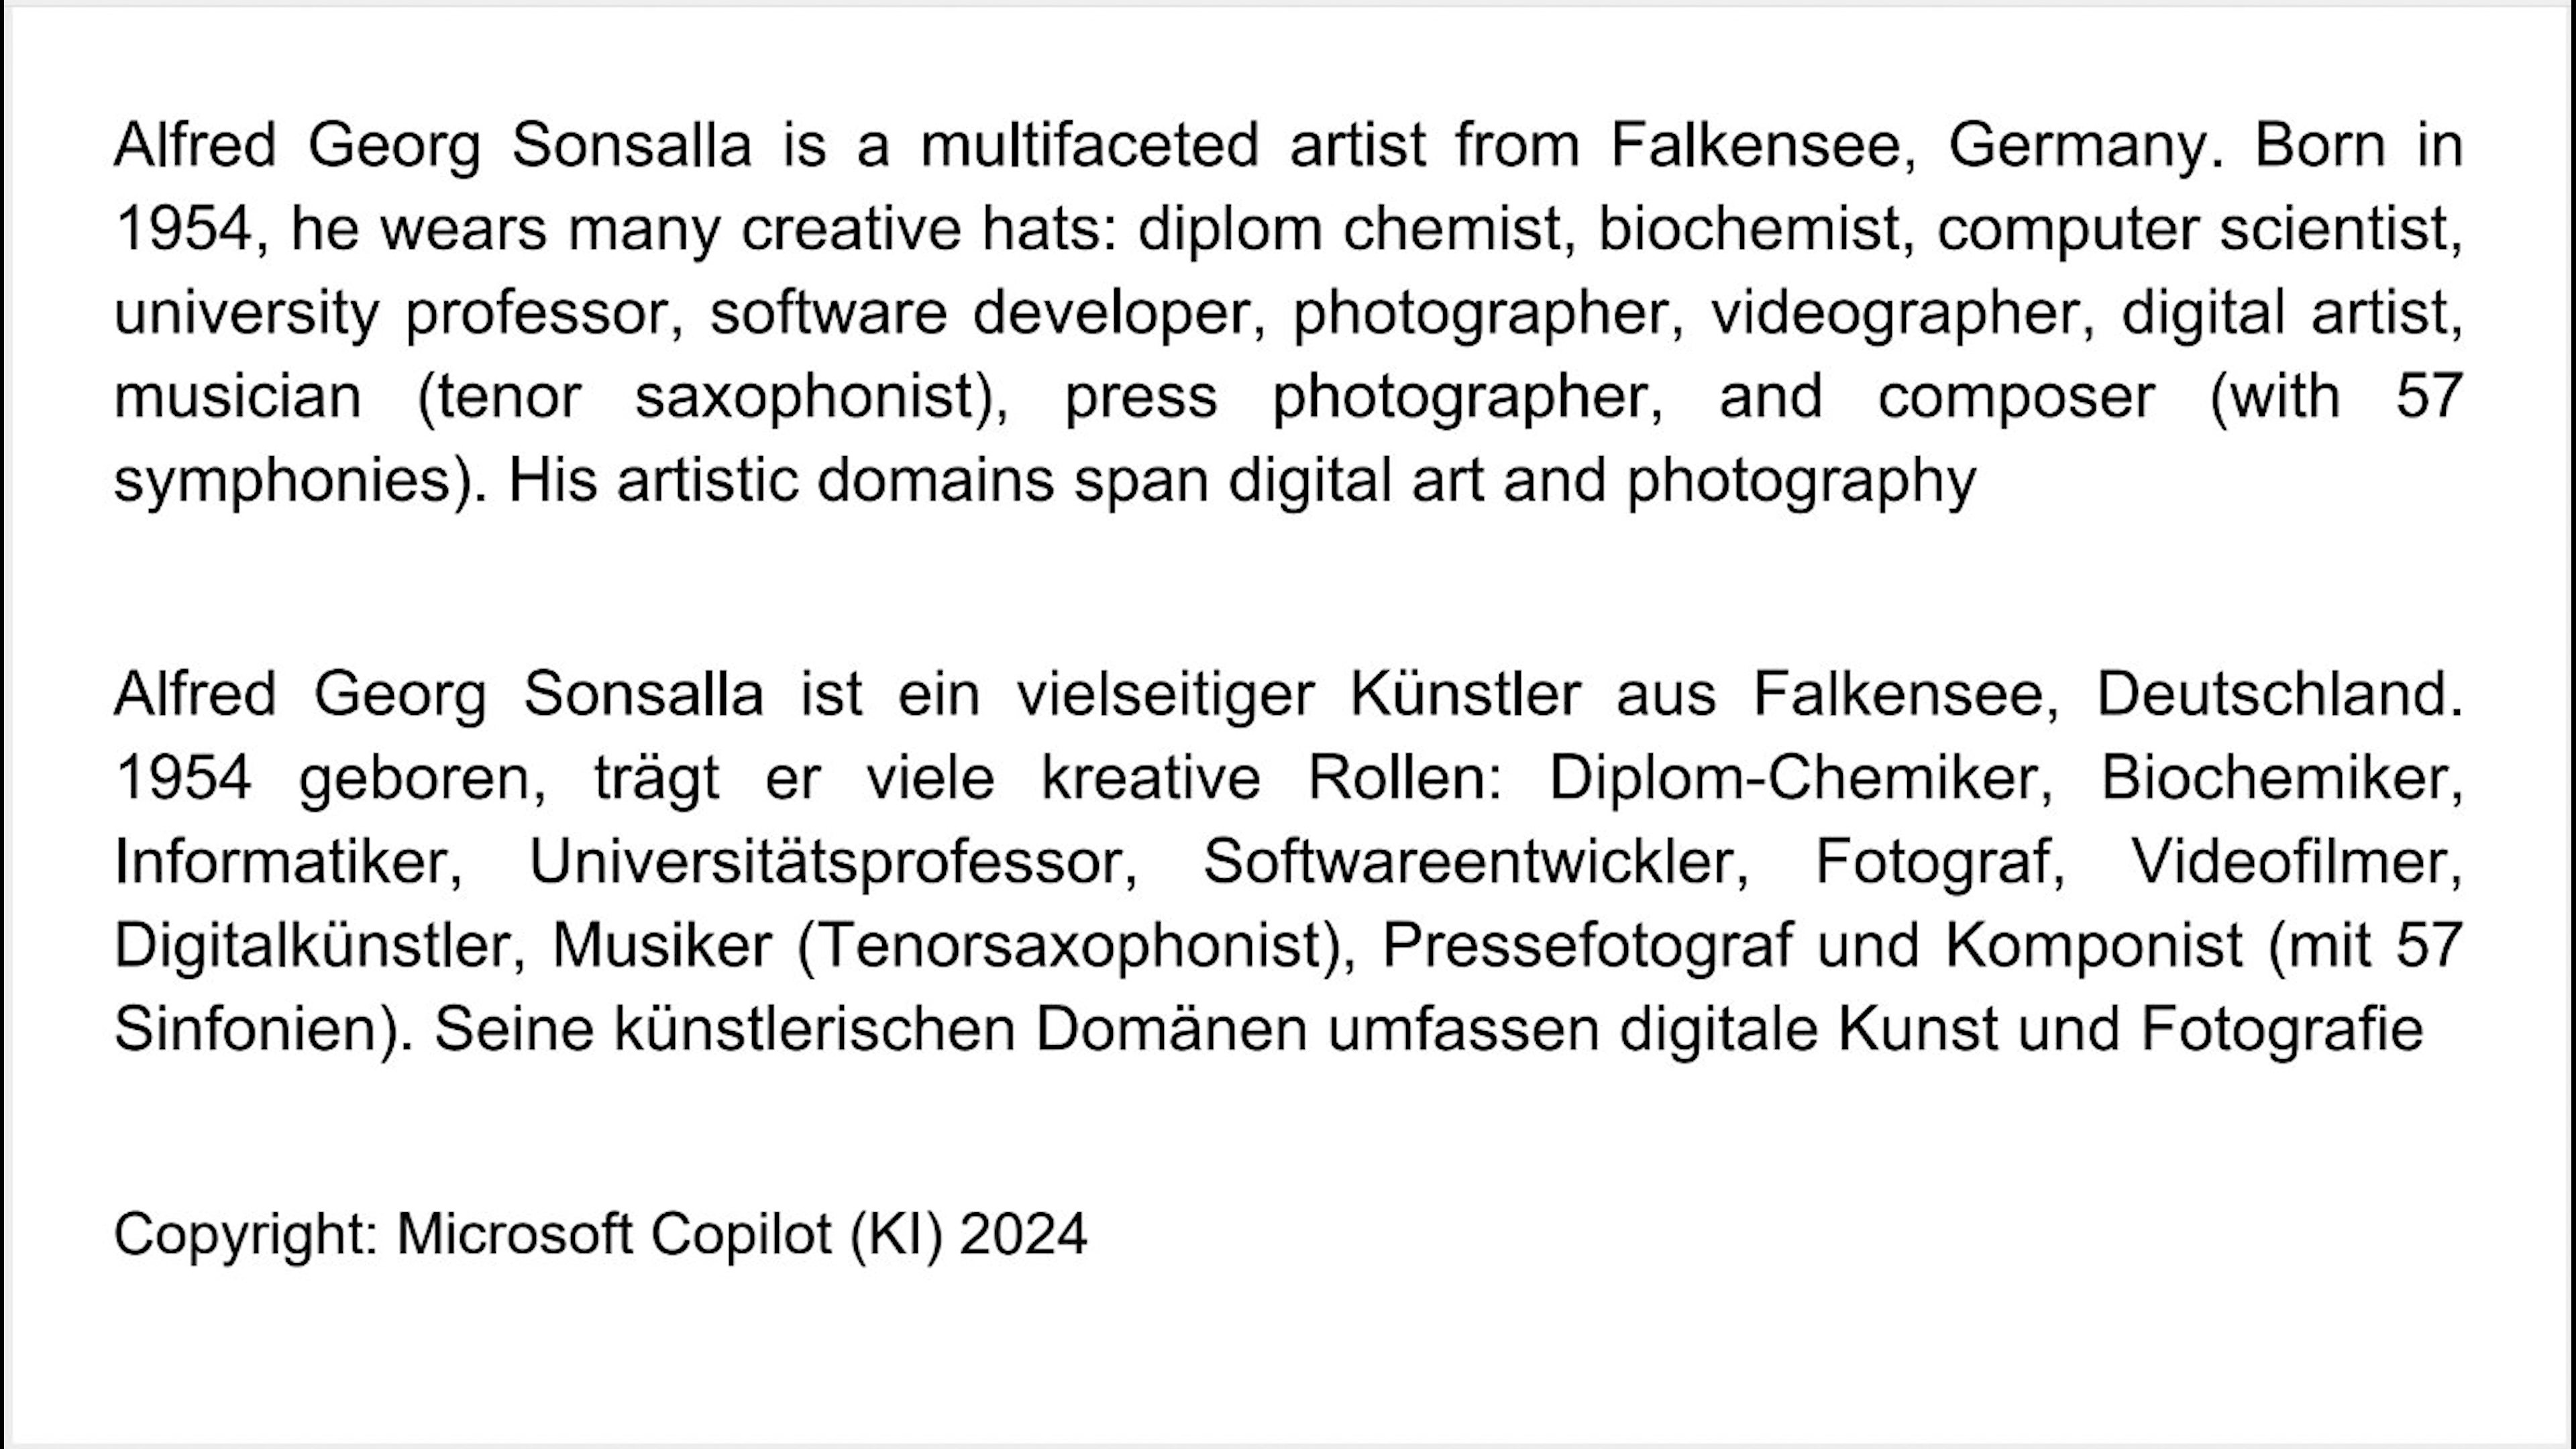 Alfred Georg Sonsalla is a multifaceted artist from Falkensee, Germany. Born in
1954, he wears many creative hats: diplom chemist, biochemist, computer scientist,
university professor, software developer, photographer, videographer, digital artist,
musician (tenor saxophonist), press photographer, and composer (with 57
symphonies). His artistic domains span digital art and photography
Alfred Georg Sonsalla ist ein vielseitiger Künstler aus Falkensee, Deutschland.
1954 geboren, trägt er viele kreative Rollen: Diplom-Chemiker, Biochemiker,
Informatiker, Universitätsprofessor, Softwareentwickler, Fotograf, Videofilmer,
Digitalkünstler, Musiker (Tenorsaxophonist), Pressefotograf und Komponist (mit 57
Sinfonien). Seine künstlerischen Domänen umfassen digitale Kunst und Fotografie
Copyright: Microsoft Copilot (KI) 2024